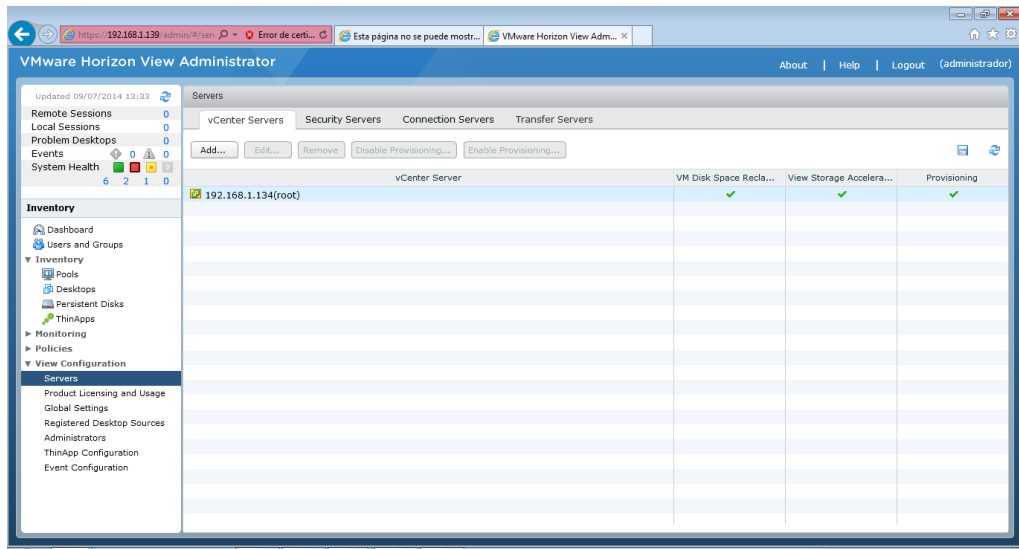 https://192.168.1.139/admin/#/sen
Error de certi...
Esta página no se puede mostr...
VMware Horizon View Adm...
VMware Horizon View Administrator
About | Help | Logout (administrador)
Updated 09/07/2014 13:33
Remote Sessions 0
Local Sessions 0
Problem Desktops 0
Events 0 0
System Health
6 2 1 0
Inventory
Dashboard
Users and Groups
Inventory
Pools
Desktops
Persistent Disks
ThinApps
Monitoring
Policies
View Configuration
Servers
Product Licensing and Usage
Global Settings
Registered Desktop Sources
Administrators
ThinApp Configuration
Event Configuration
Servers
vCenter Servers Security Servers Connection Servers Transfer Servers
Add... Edit... Remove Disable Provisioning... Enable Provisioning...
vCenter Server VM Disk Space Recla... View Storage Accelera... Provisioning
192.168.1.134(root)